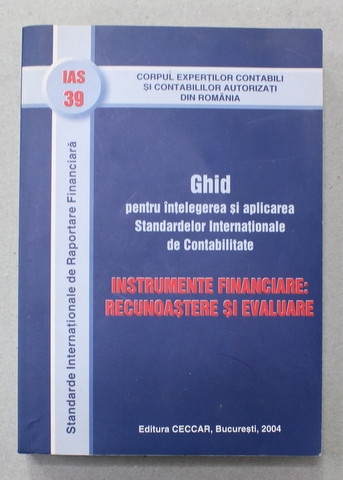 IAS
39
CORPUL EXPERȚILOR CONTABILI
ȘI CONTABILILOR AUTORIZAȚI
DIN ROMÂNIA
Standarde Internaționale de Raportare Financiară
Ghid
pentru înțelegerea și aplicarea
Standardelor Internaționale
de Contabilitate
INSTRUMENTE FINANCIARE:
RECUNOAȘTERE ȘI EVALUARE
Editura CECCAR, București, 2004